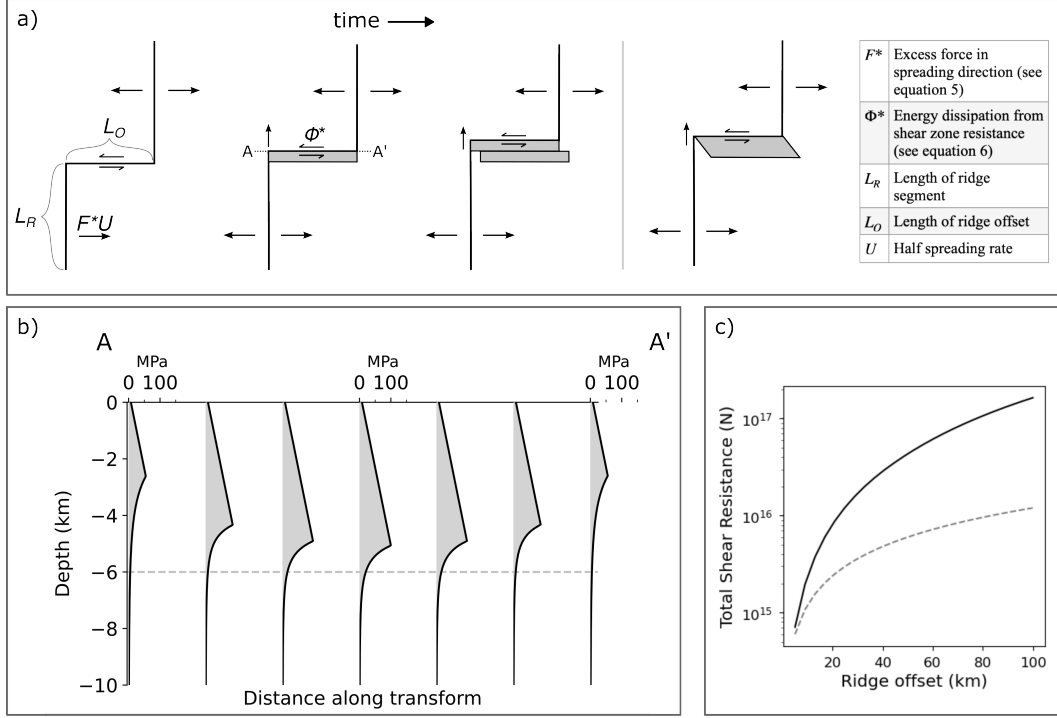 a)
time
L_O
L_R
F*U
A
Φ*
A'
F* Excess force in
spreading direction (see
equation 5)
Φ* Energy dissipation from
shear zone resistance
(see equation 6)
L_R Length of ridge
segment
L_O Length of ridge offset
U Half spreading rate
b)
A
A'
MPa
MPa
MPa
0 100
0 100
0 100
0
−2
−4
−6
−8
−10
Depth (km)
Distance along transform
c)
Total Shear Resistance (N)
10^17
10^16
10^15
20
40
60
80
100
Ridge offset (km)